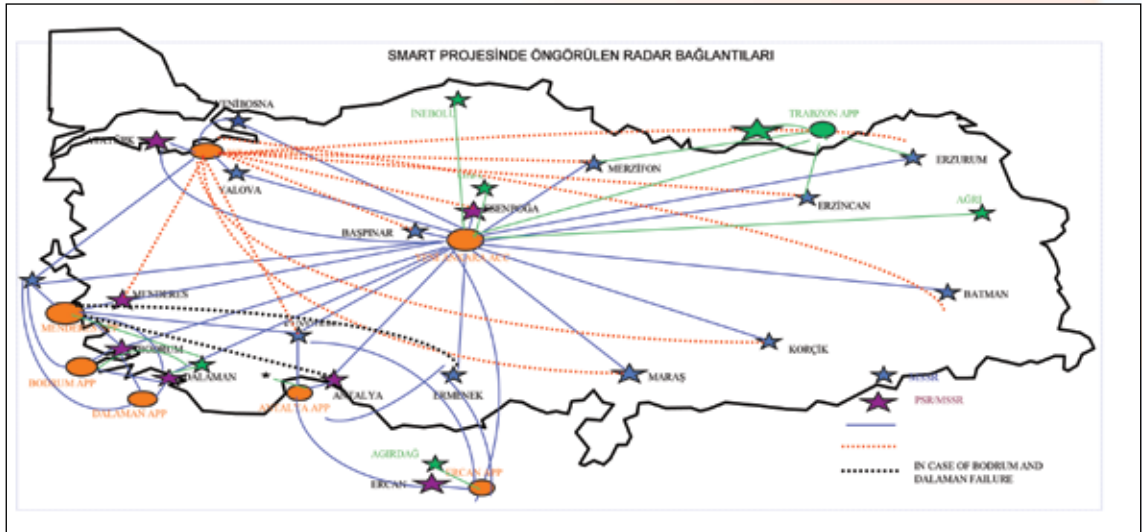 SMART PROJESİNDE ÖNGÖRÜLEN RADAR BAĞLANTILARI
YENİBOSNA
İNEBOLU
TRABZON APP
YALOVA
MERZİFON
ERZURUM
ESENBOĞA
ERZİNCAN
AĞRI
BAŞPINAR
MENDERES
BATMAN
BODRUM
KORÇİK
DALAMAN
MARAŞ
BODRUM APP
DALAMAN APP
ANTALYA APP
ANTALYA
ERMENEK
MSSR
PSR/MSSR
AGIRDAĞ
ERCAN APP
ERCAN
IN CASE OF BODRUM AND
DALAMAN FAILURE